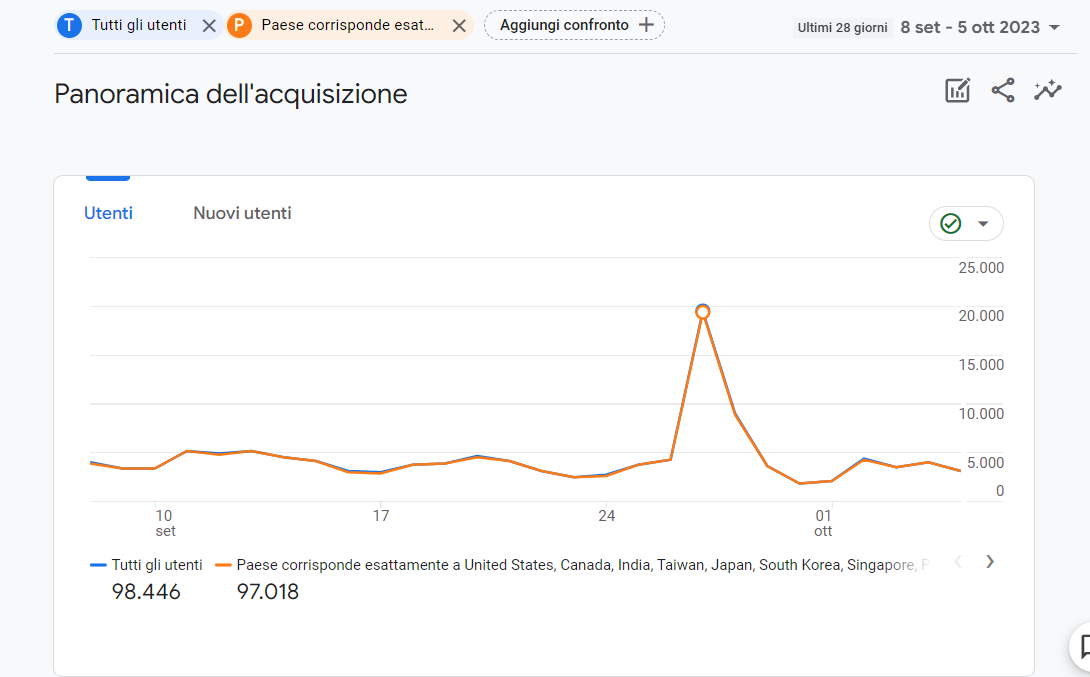 T Tutti gli utenti P Paese corrisponde esat... Aggiungi confronto Ultimi 28 giorni 8 set - 5 ott 2023
Panoramica dell'acquisizione
Utenti Nuovi utenti
25.000
20.000
15.000
10.000
5.000
0
10 17 24 01
set ott
Tutti gli utenti Paese corrisponde esattamente a United States, Canada, India, Taiwan, Japan, South Korea, Singapore,
98.446 97.018